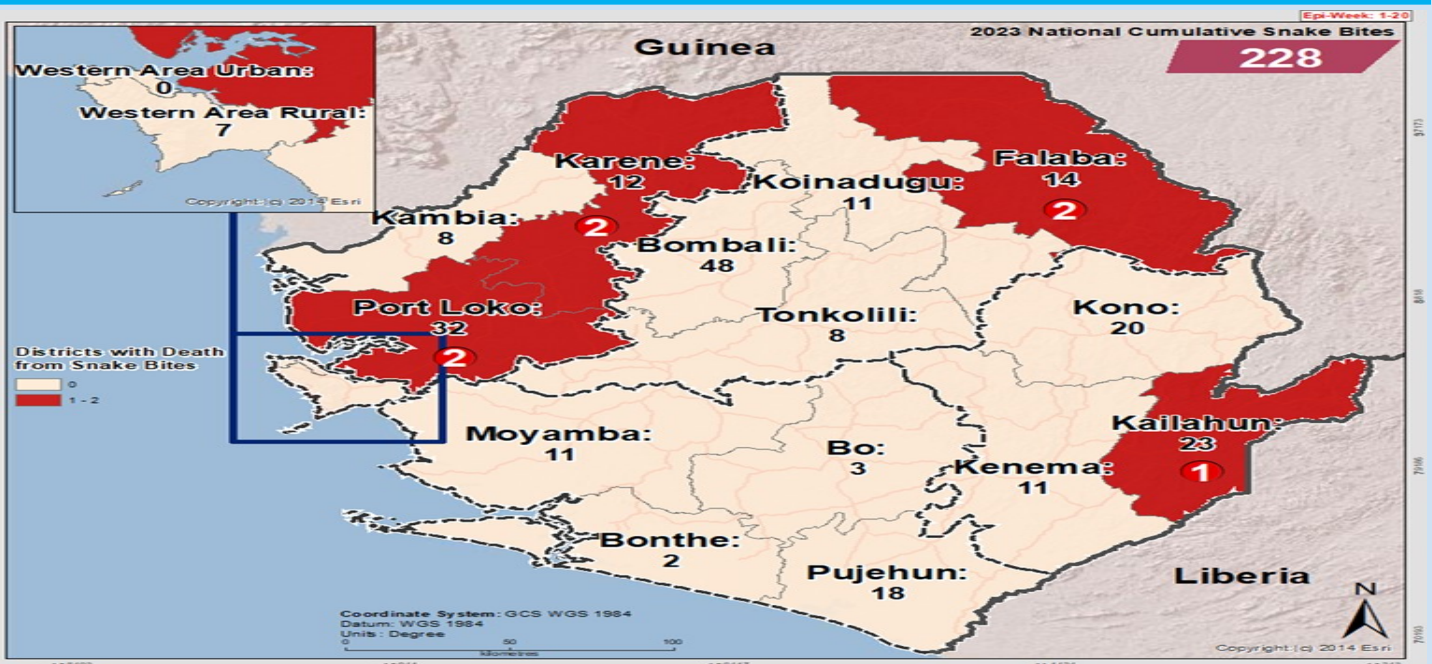 Epi-Week: 1-20
2023 National Cumulative Snake Bites
228
Guinea
Western Area Urban:
0
Western Area Rural:
7
Copyright:(c) 2014 Esri
Karene:
12
2
Falaba:
14
2
Koinadugu:
11
Kambia:
8
Bombali:
48
Port Loko:
32
2
Tonkolili:
8
Kono:
20
Districts with Death
from Snake Bites
0
1 - 2
Moyamba:
11
Bo:
3
Kenema:
11
Kailahun:
23
1
Bonthe:
2
Pujehun:
18
Liberia
N
Coordinate System: GCS WGS 1984
Datum: WGS 1984
Units: Degree
0 50 100
kilometres
Copyright:(c) 2014 Esri